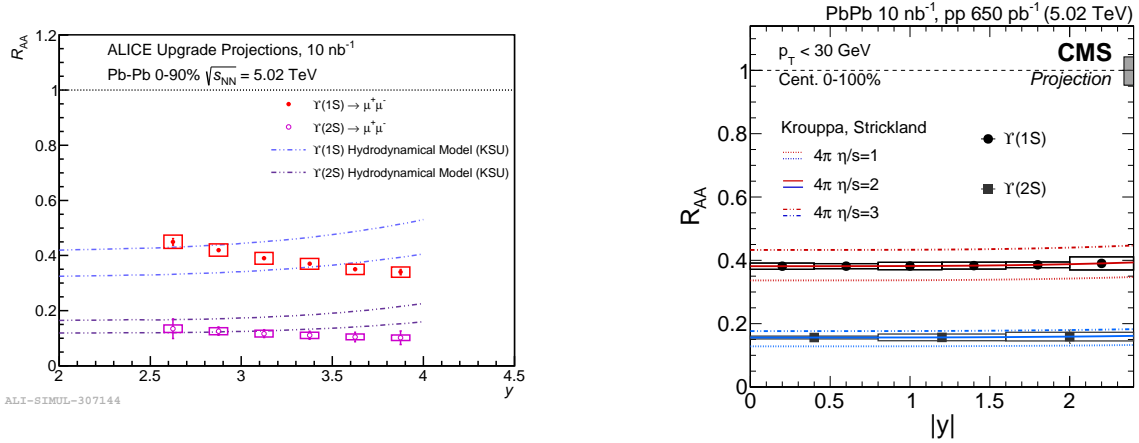 R_AA
ALICE Upgrade Projections, 10 nb⁻¹
Pb-Pb 0-90% √s_NN = 5.02 TeV
ϒ(1S) → μ⁺μ⁻
ϒ(2S) → μ⁺μ⁻
ϒ(1S) Hydrodynamical Model (KSU)
ϒ(2S) Hydrodynamical Model (KSU)
1.2
1
0.8
0.6
0.4
0.2
0
2
2.5
3
3.5
4
4.5
y
ALI-SIMUL-307144
PbPb 10 nb⁻¹, pp 650 pb⁻¹ (5.02 TeV)
p_T < 30 GeV
CMS
Cent. 0-100%
Projection
Krouppa, Strickland
4π η/s=1
4π η/s=2
4π η/s=3
ϒ(1S)
ϒ(2S)
R_AA
1
0.8
0.6
0.4
0.2
0
0
0.5
1
1.5
2
|y|